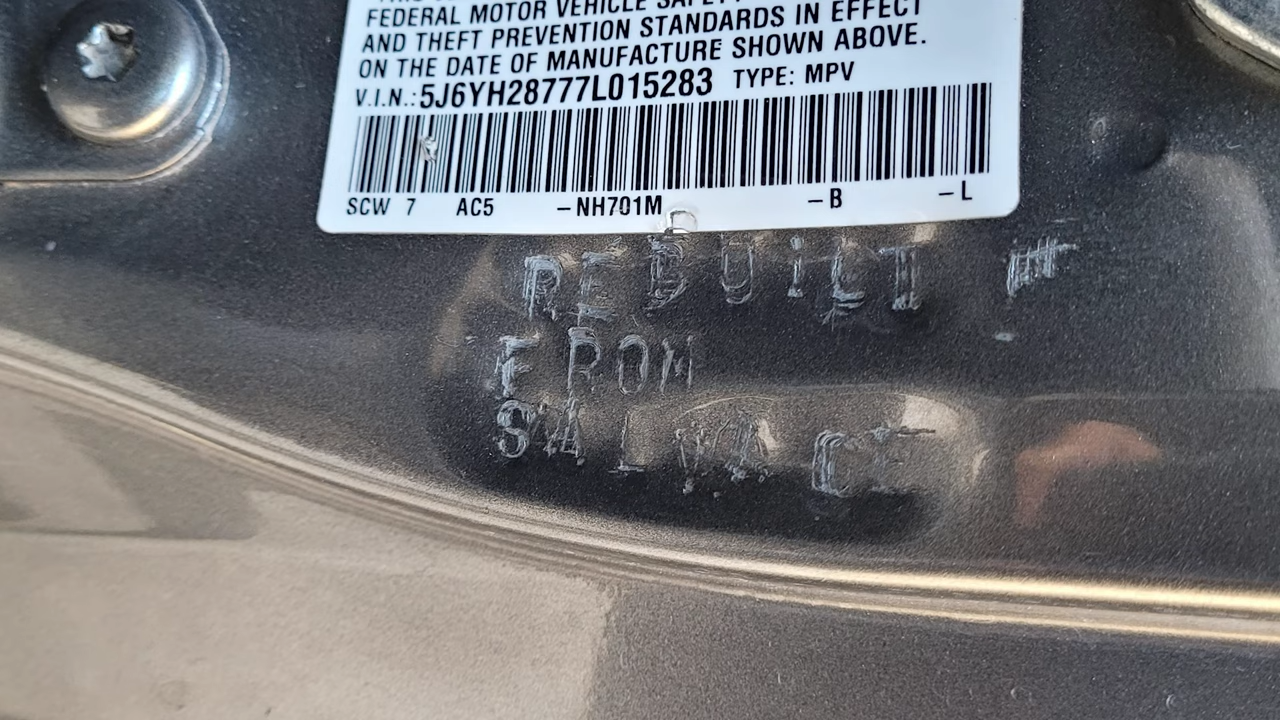 FEDERAL MOTOR VEHICLE
AND THEFT PREVENTION STANDARDS IN EFFECT
ON THE DATE OF MANUFACTURE SHOWN ABOVE.
V.I.N.: 5J6YH28777L015283 TYPE: MPV
SCW 7 AC5 -NH701M -B -L
REBUILT
FROM
SALVAGE